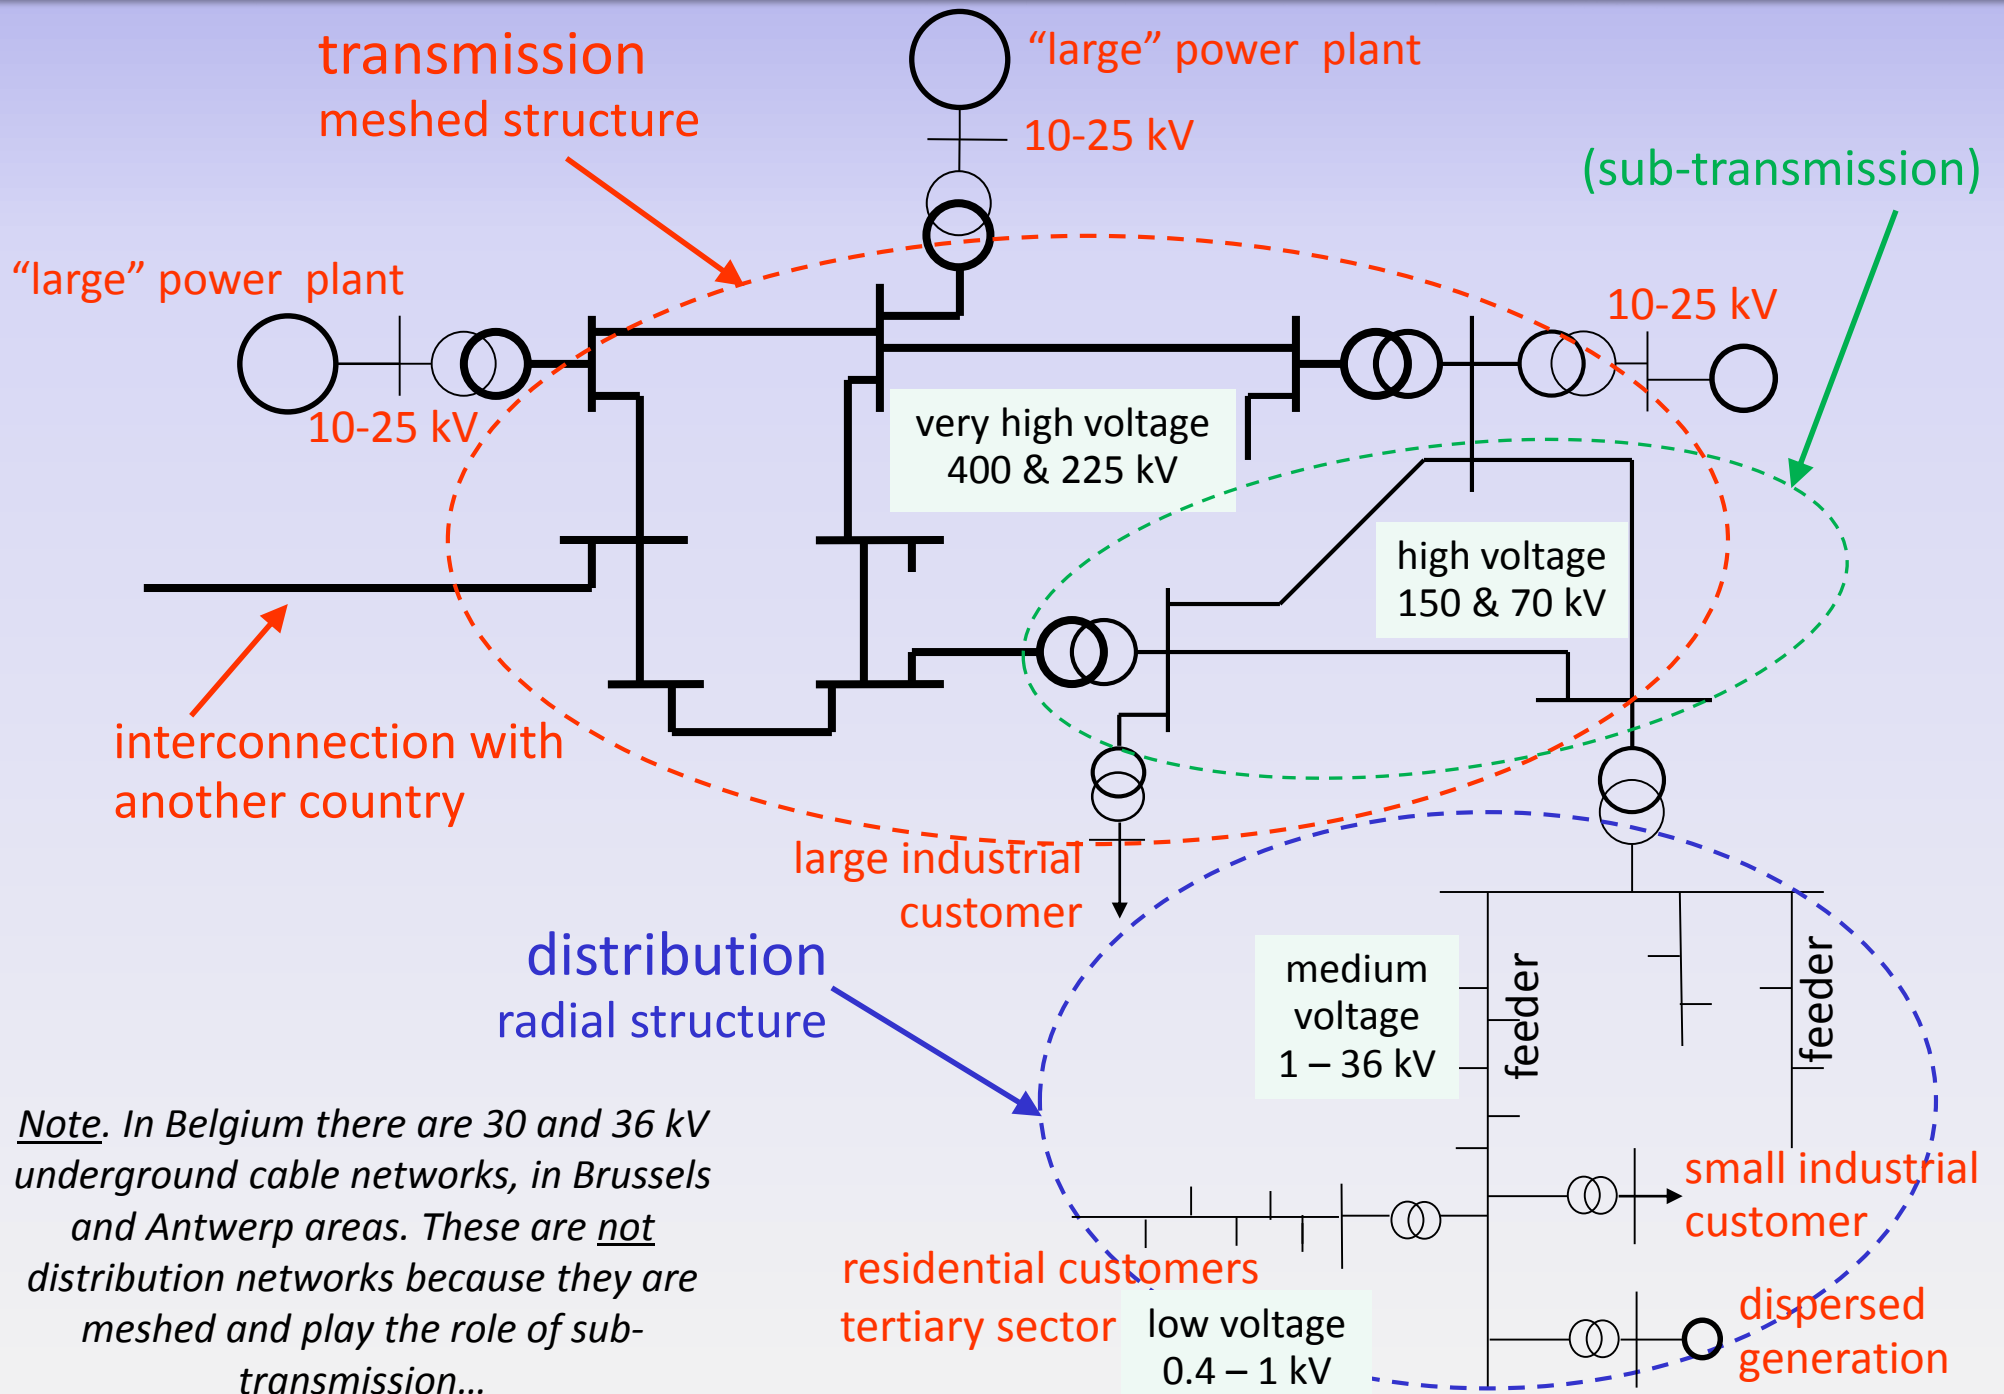 transmission
meshed structure
“large” power plant
10-25 kV
(sub-transmission)
“large” power plant
10-25 kV
10-25 kV
very high voltage
400 & 225 kV
high voltage
150 & 70 kV
interconnection with
another country
large industrial
customer
distribution
radial structure
medium
voltage
1 – 36 kV
feeder
feeder
Note. In Belgium there are 30 and 36 kV
underground cable networks, in Brussels
and Antwerp areas. These are not
distribution networks because they are
meshed and play the role of sub-
transmission...
small industrial
customer
residential customers
tertiary sector
low voltage
0.4 – 1 kV
dispersed
generation